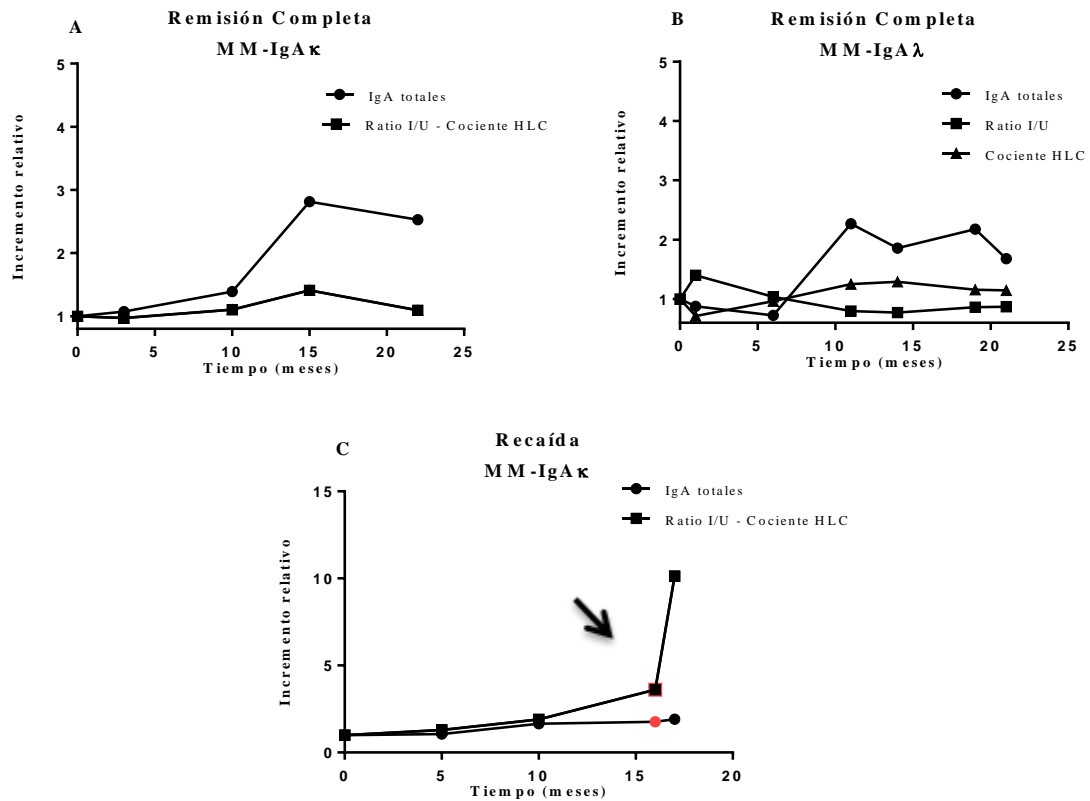 A
Remisión Completa
MM-IgAκ
IgA totales
Ratio I/U - Cociente HLC
Incremento relativo
5
4
3
2
1
0 5 10 15 20 25
Tiempo (meses)
B
Remisión Completa
MM-IgAλ
IgA totales
Ratio I/U
Cociente HLC
Incremento relativo
5
4
3
2
1
0 5 10 15 20 25
Tiempo (meses)
C
Recaída
MM-IgAκ
IgA totales
Ratio I/U - Cociente HLC
Incremento relativo
15
10
5
0
0 5 10 15 20
Tiempo (meses)